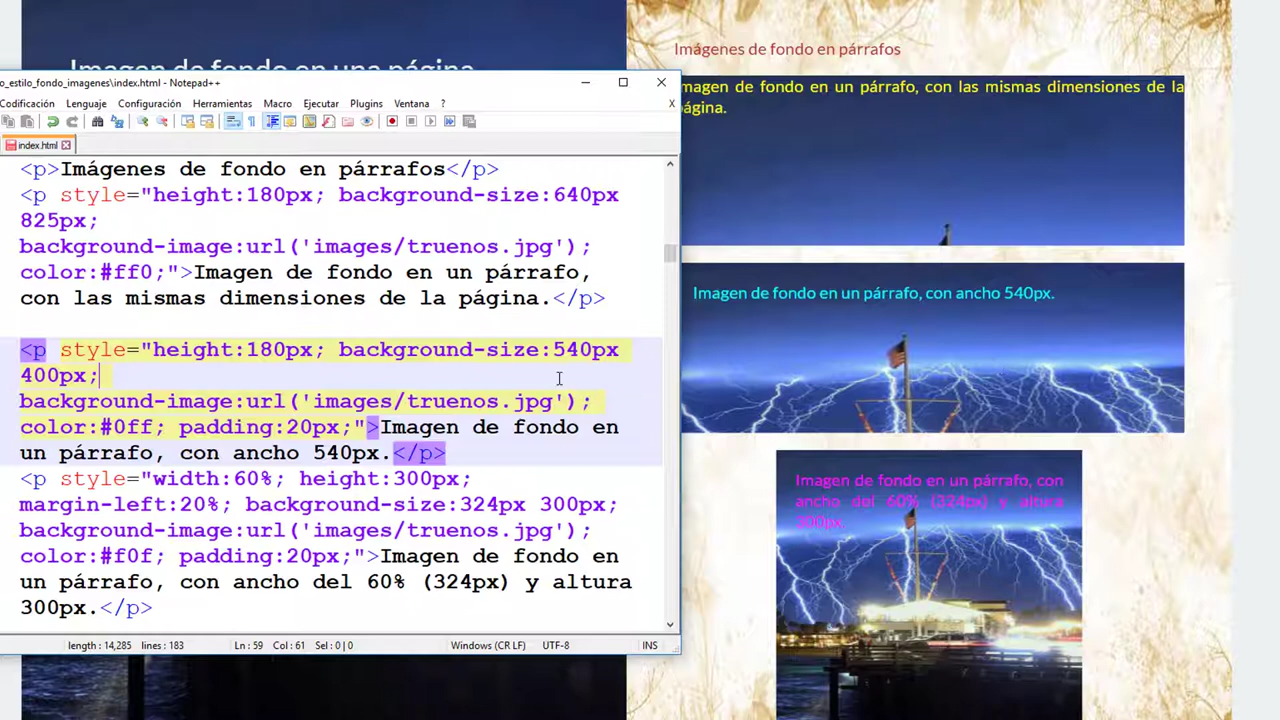 Imagen de fondo en una página
o_estilo_fondo_imagenes\index.html - Notepad++
Codificación Lenguaje Configuración Herramientas Macro Ejecutar Plugins Ventana ? X
index.html
<p>Imágenes de fondo en párrafos</p>
<p style="height:180px; background-size:640px
825px;
background-image:url('images/truenos.jpg');
color:#ff0;">Imagen de fondo en un párrafo,
con las mismas dimensiones de la página.</p>
<p style="height:180px; background-size:540px
400px;
background-image:url('images/truenos.jpg');
color:#0ff; padding:20px;">Imagen de fondo en
un párrafo, con ancho 540px.</p>
<p style="width:60%; height:300px;
margin-left:20%; background-size:324px 300px;
background-image:url('images/truenos.jpg');
color:#f0f; padding:20px;">Imagen de fondo en
un párrafo, con ancho del 60% (324px) y altura
300px.</p>
length : 14,285 lines : 183 Ln : 59 Col : 61 Sel : 0 | 0 Windows (CR LF) UTF-8 INS
Imágenes de fondo en párrafos
magen de fondo en un párrafo, con las mismas dimensiones de la
página.
Imagen de fondo en un párrafo, con ancho 540px.
Imagen de fondo en un párrafo, con
ancho del 60% (324px) y altura
300px.